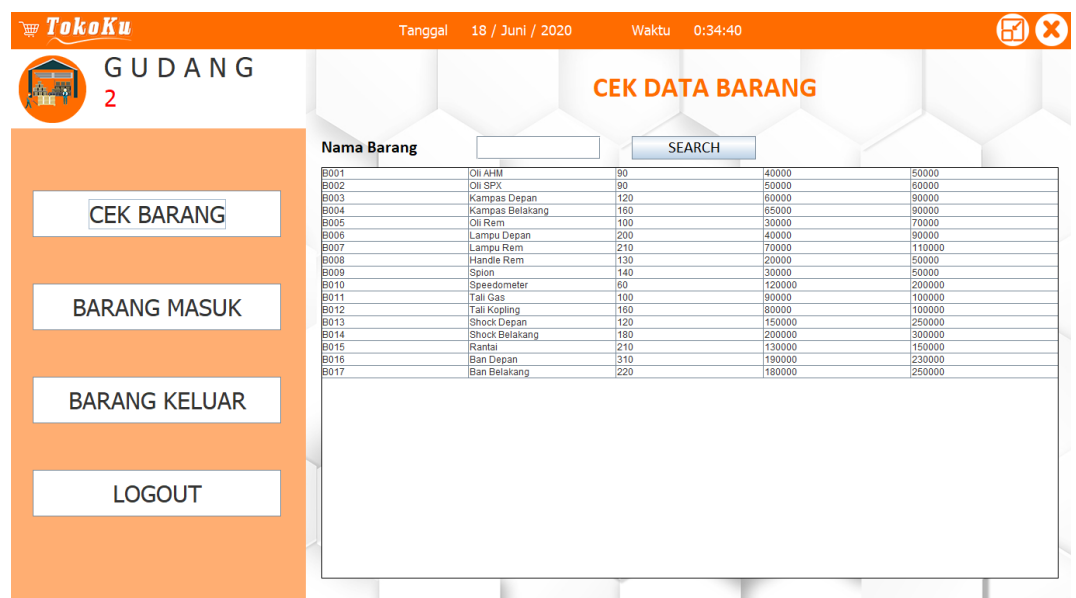 TokoKu Tanggal 18 / Juni / 2020 Waktu 0:34:40
GUDANG
2
CEK DATA BARANG
Nama Barang SEARCH
CEK BARANG
BARANG MASUK
BARANG KELUAR
LOGOUT
B001 Oli AHM 90 40000 50000
B002 Oli SPX 90 50000 60000
B003 Kampas Depan 120 60000 90000
B004 Kampas Belakang 160 65000 90000
B005 Oli Rem 100 30000 70000
B006 Lampu Depan 200 40000 90000
B007 Lampu Rem 210 70000 110000
B008 Handle Rem 130 20000 50000
B009 Spion 140 30000 50000
B010 Speedometer 60 120000 200000
B011 Tali Gas 100 90000 100000
B012 Tali Kopling 160 80000 100000
B013 Shock Depan 120 150000 250000
B014 Shock Belakang 180 200000 300000
B015 Rantai 210 130000 150000
B016 Ban Depan 310 190000 230000
B017 Ban Belakang 220 180000 250000